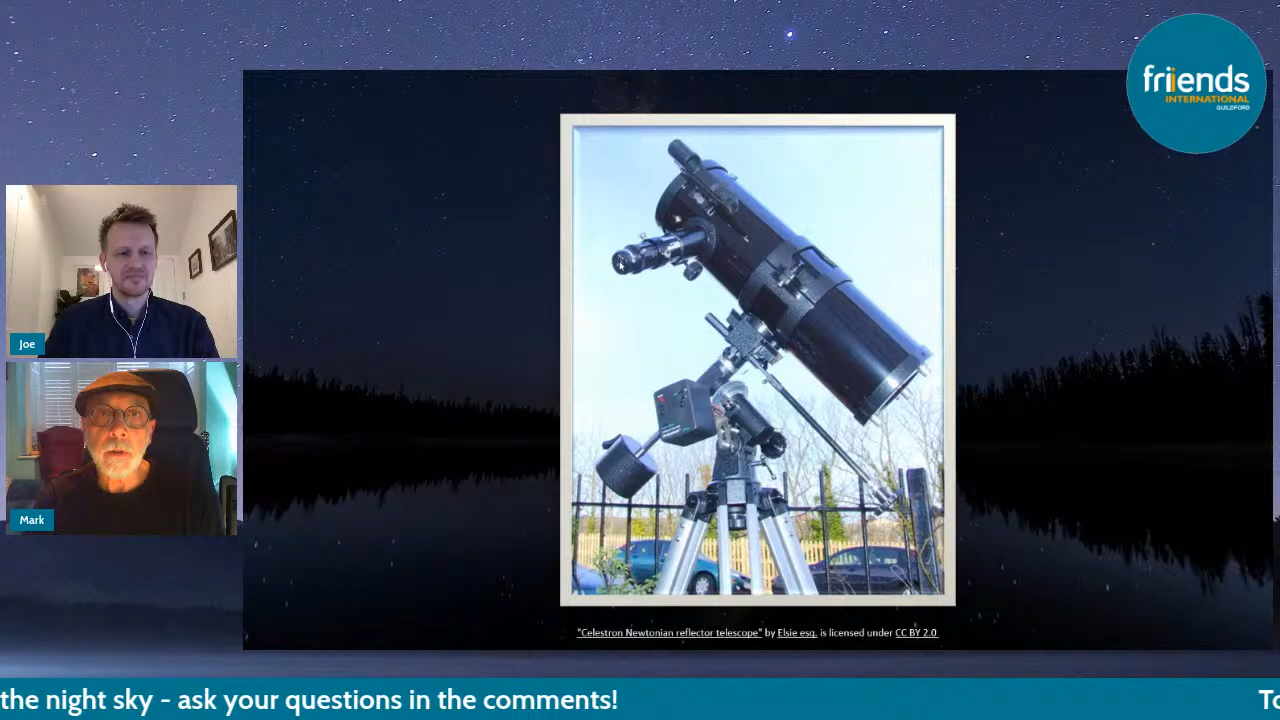 friends
INTERNATIONAL
GUILDFORD
Joe
Mark
"Celestron Newtonian reflector telescope" by Elsie esq. is licensed under CC BY 2.0
the night sky - ask your questions in the comments!
To